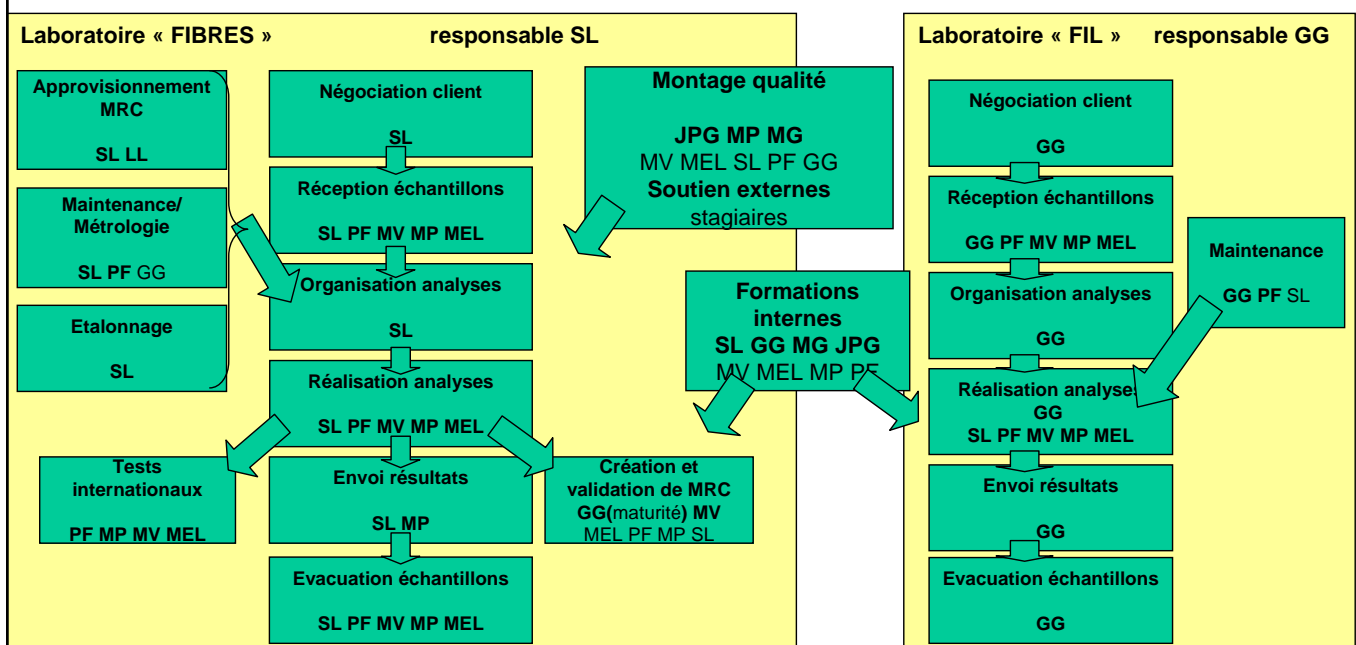 Laboratoire « FIBRES » responsable SL
Approvisionnement
MRC
SL LL
Maintenance/
Métrologie
SL PF GG
Etalonnage
SL
Négociation client
SL
Réception échantillons
SL PF MV MP MEL
Organisation analyses
SL
Réalisation analyses
SL PF MV MP MEL
Tests
internationaux
PF MP MV MEL
Envoi résultats
SL MP
Création et
validation de MRC
GG(maturité) MV
MEL PF MP SL
Evacuation échantillons
SL PF MV MP MEL
Montage qualité
JPG MP MG
MV MEL SL PF GG
Soutien externes
stagiaires
Formations
internes
SL GG MG JPG
MV MEL MP PF
Laboratoire « FIL » responsable GG
Négociation client
GG
Réception échantillons
GG PF MV MP MEL
Organisation analyses
GG
Maintenance
GG PF SL
Réalisation analyses
GG
SL PF MV MP MEL
Envoi résultats
GG
Evacuation échantillons
GG